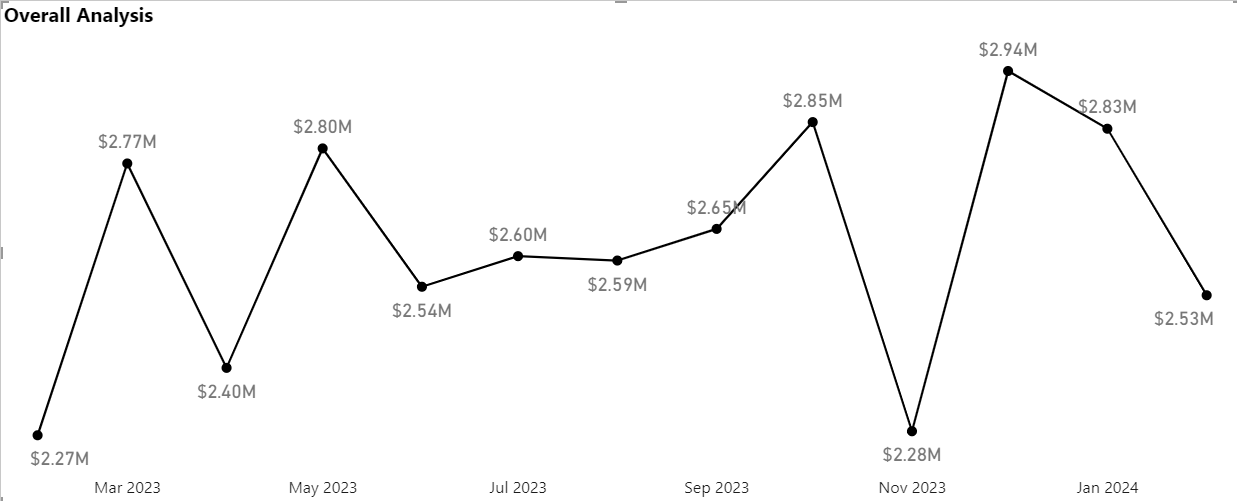 Overall Analysis
$2.94M
$2.85M
$2.83M
$2.80M
$2.77M
$2.65M
$2.60M
$2.59M
$2.54M
$2.53M
$2.40M
$2.28M
$2.27M
Mar 2023 May 2023 Jul 2023 Sep 2023 Nov 2023 Jan 2024